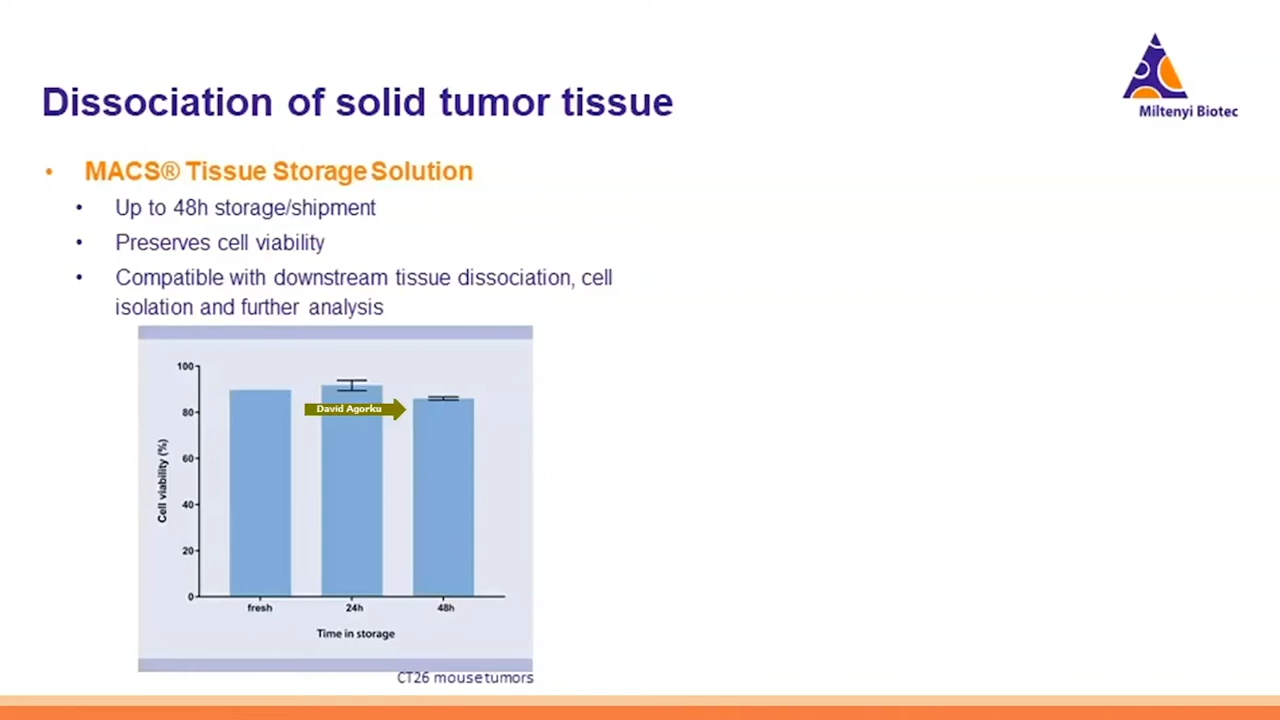 Miltenyi Biotec
Dissociation of solid tumor tissue
• MACS® Tissue Storage Solution
• Up to 48h storage/shipment
• Preserves cell viability
• Compatible with downstream tissue dissociation, cell
isolation and further analysis
100
80
60
40
20
0
Cell viability (%)
David Agorku
fresh 24h 48h
Time in storage
CT26 mouse tumors